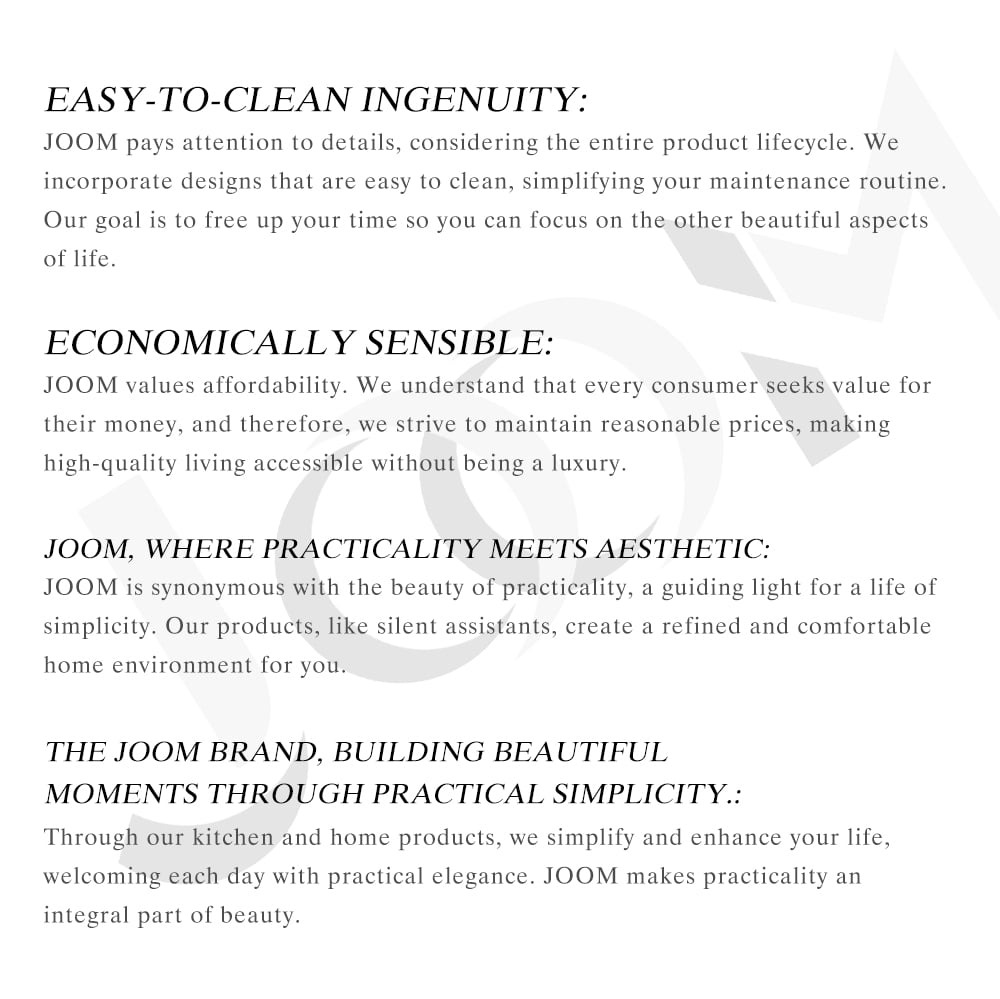 EASY-TO-CLEAN INGENUITY:
JOOM pays attention to details, considering the entire product lifecycle. We
incorporate designs that are easy to clean, simplifying your maintenance routine.
Our goal is to free up your time so you can focus on the other beautiful aspects
of life.
ECONOMICALLY SENSIBLE:
JOOM values affordability. We understand that every consumer seeks value for
their money, and therefore, we strive to maintain reasonable prices, making
high-quality living accessible without being a luxury.
JOOM, WHERE PRACTICALITY MEETS AESTHETIC:
JOOM is synonymous with the beauty of practicality, a guiding light for a life of
simplicity. Our products, like silent assistants, create a refined and comfortable
home environment for you.
THE JOOM BRAND, BUILDING BEAUTIFUL
MOMENTS THROUGH PRACTICAL SIMPLICITY.:
Through our kitchen and home products, we simplify and enhance your life,
welcoming each day with practical elegance. JOOM makes practicality an
integral part of beauty.
JOOM